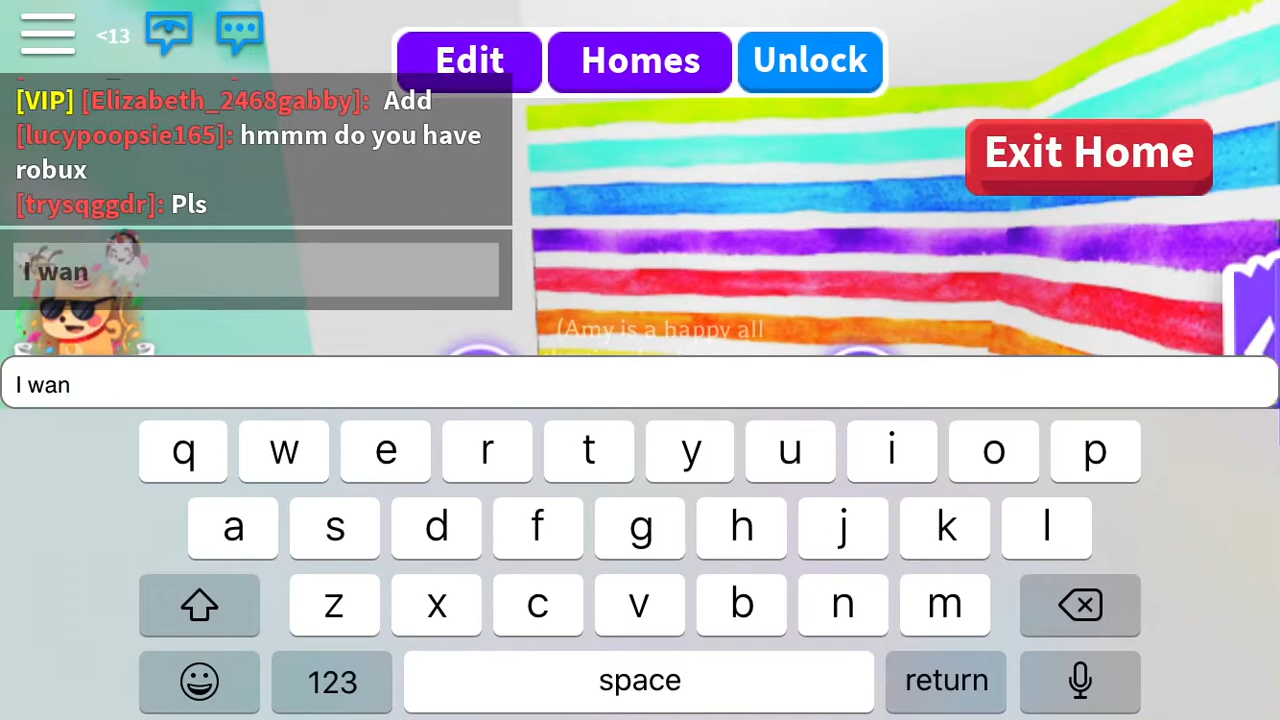 <13
Edit
Homes
Unlock
[VIP] [Elizabeth_2468gabby]: Add
[lucypoopsie165]: hmmm do you have
robux
[trysqggdr]: Pls
Exit Home
I wan
(Amy is a happy all
I wan
q w e r t y u i o p
a s d f g h j k l
z x c v b n m
123 space return